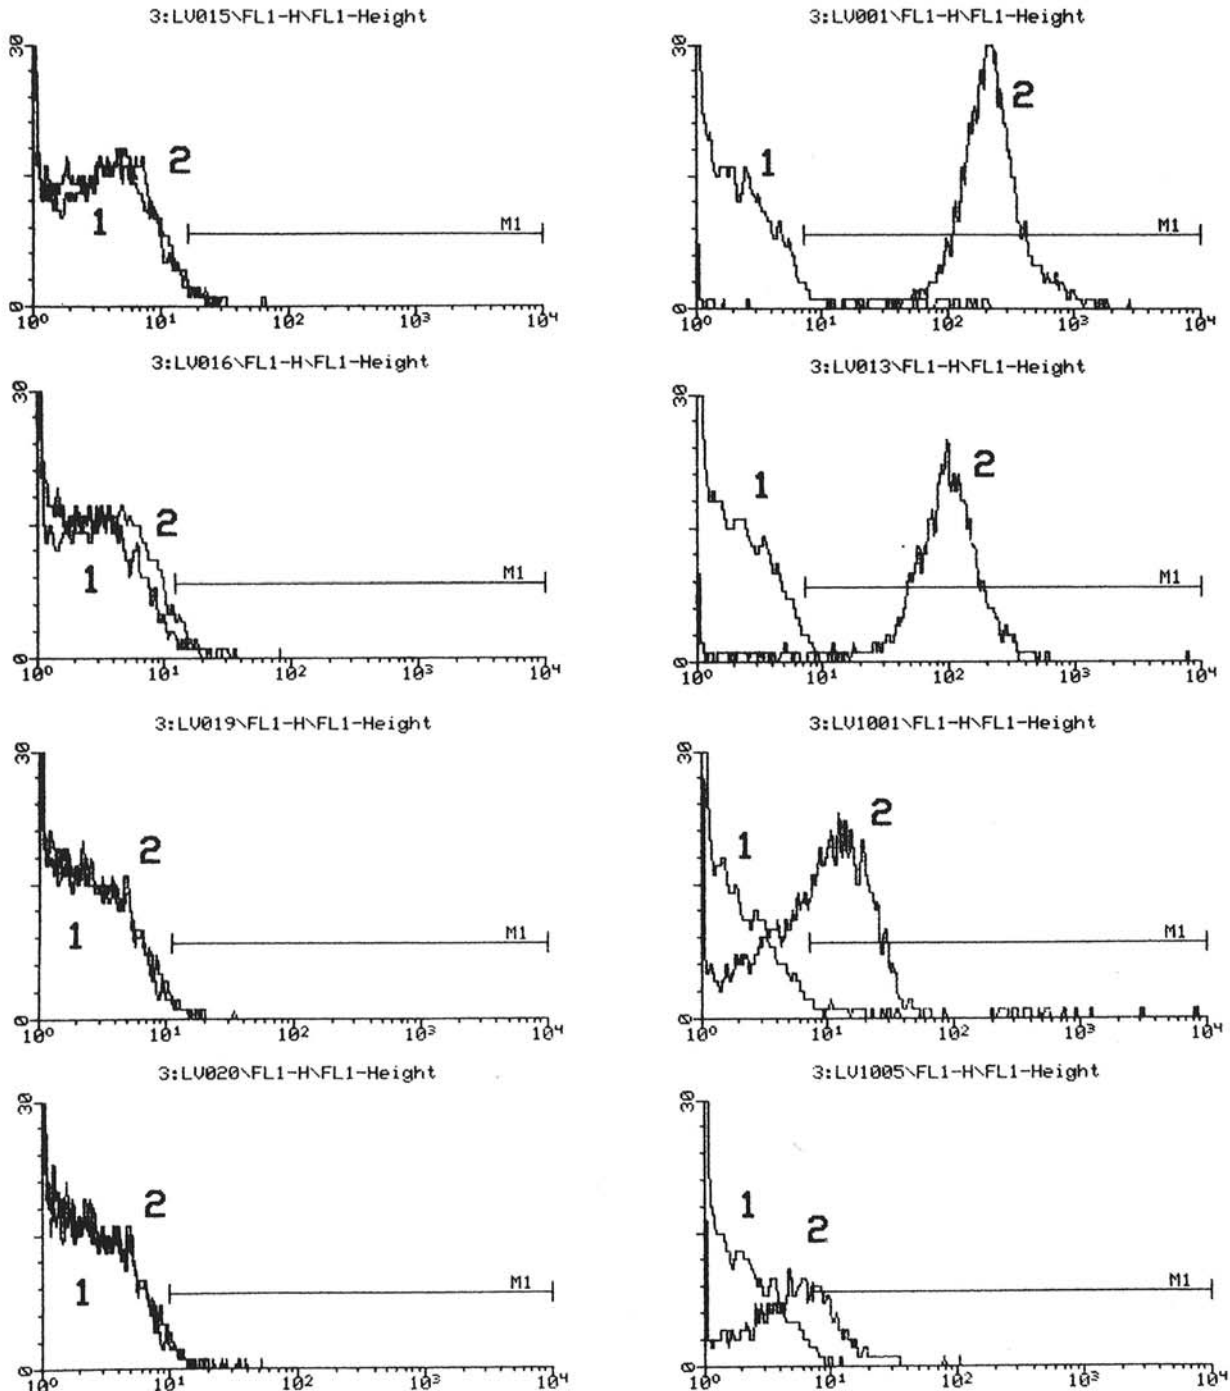 3:LV015\FL1-H\FL1-Height
30
2
1
M1
0
10⁰ 10¹ 10² 10³ 10⁴
3:LV001\FL1-H\FL1-Height
30
2
1
M1
0
10⁰ 10¹ 10² 10³ 10⁴
3:LV016\FL1-H\FL1-Height
30
2
1
M1
0
10⁰ 10¹ 10² 10³ 10⁴
3:LV013\FL1-H\FL1-Height
30
2
1
M1
0
10⁰ 10¹ 10² 10³ 10⁴
3:LV019\FL1-H\FL1-Height
30
2
1
M1
0
10⁰ 10¹ 10² 10³ 10⁴
3:LV1001\FL1-H\FL1-Height
30
2
1
M1
0
10⁰ 10¹ 10² 10³ 10⁴
3:LV020\FL1-H\FL1-Height
30
2
1
M1
0
10⁰ 10¹ 10² 10³ 10⁴
3:LV1005\FL1-H\FL1-Height
30
1
2
M1
0
10⁰ 10¹ 10² 10³ 10⁴